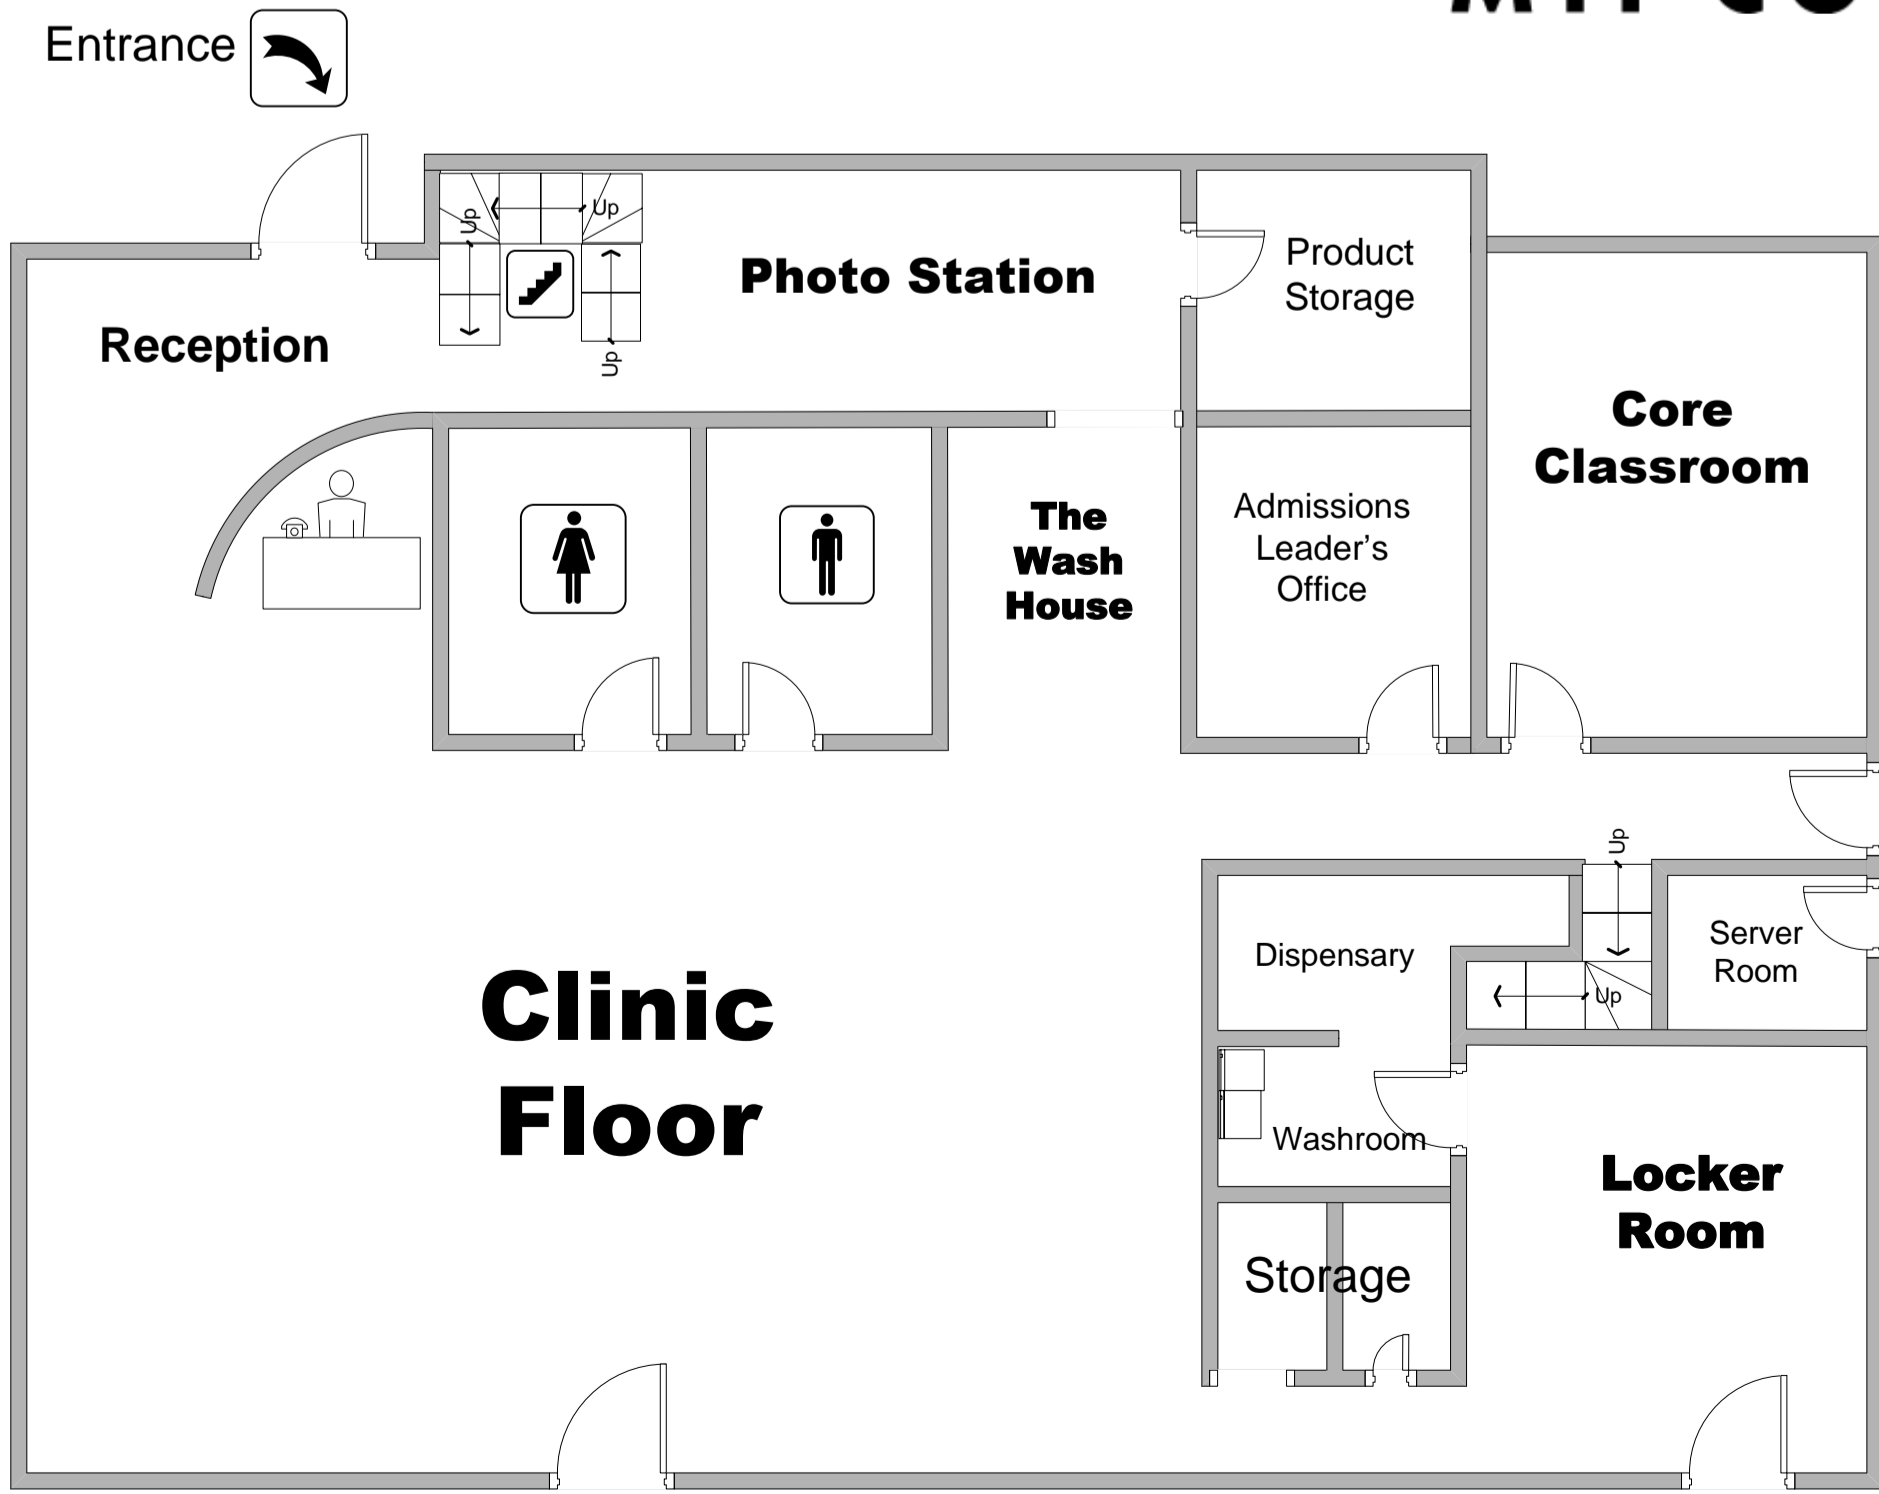 Entrance
Up
Up
Up
Photo Station
Product
Storage
Reception
Core
Classroom
The
Wash
House
Admissions
Leader’s
Office
Up
Up
Dispensary
Server
Room
Clinic
Floor
Washroom
Locker
Room
Storage